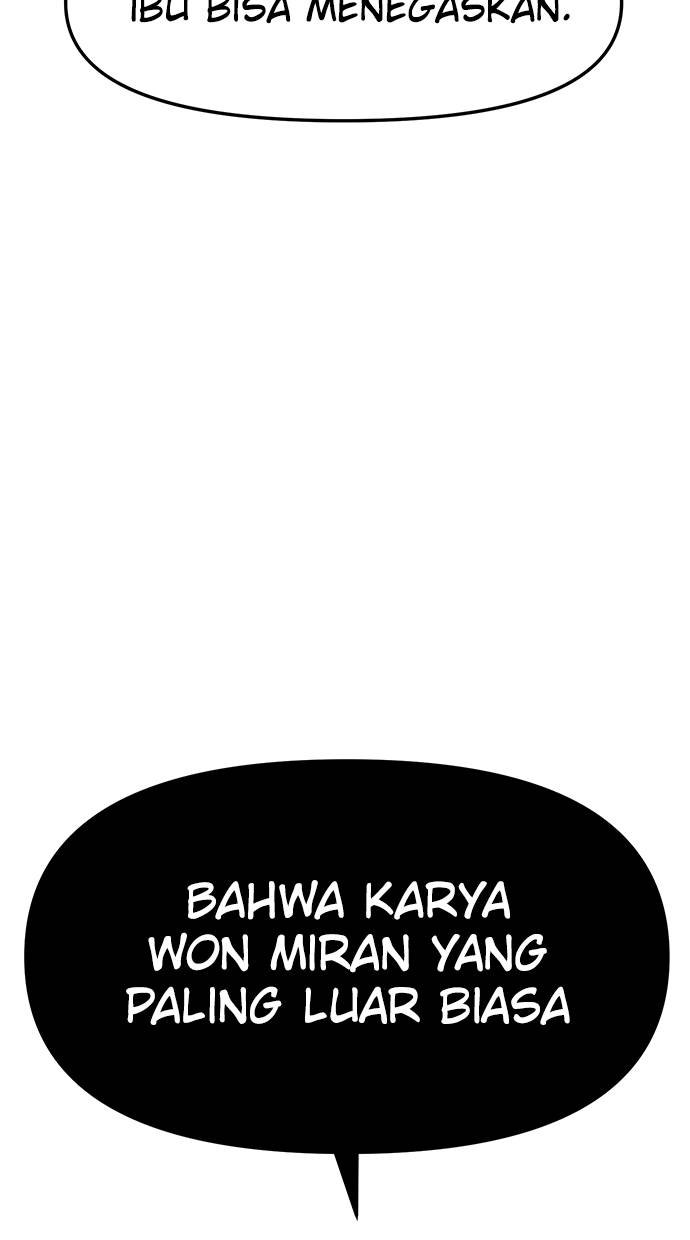 IBU BISA MENEGASKAN.
BAHWA KARYA
WON MIRAN YANG
PALING LUAR BIASA